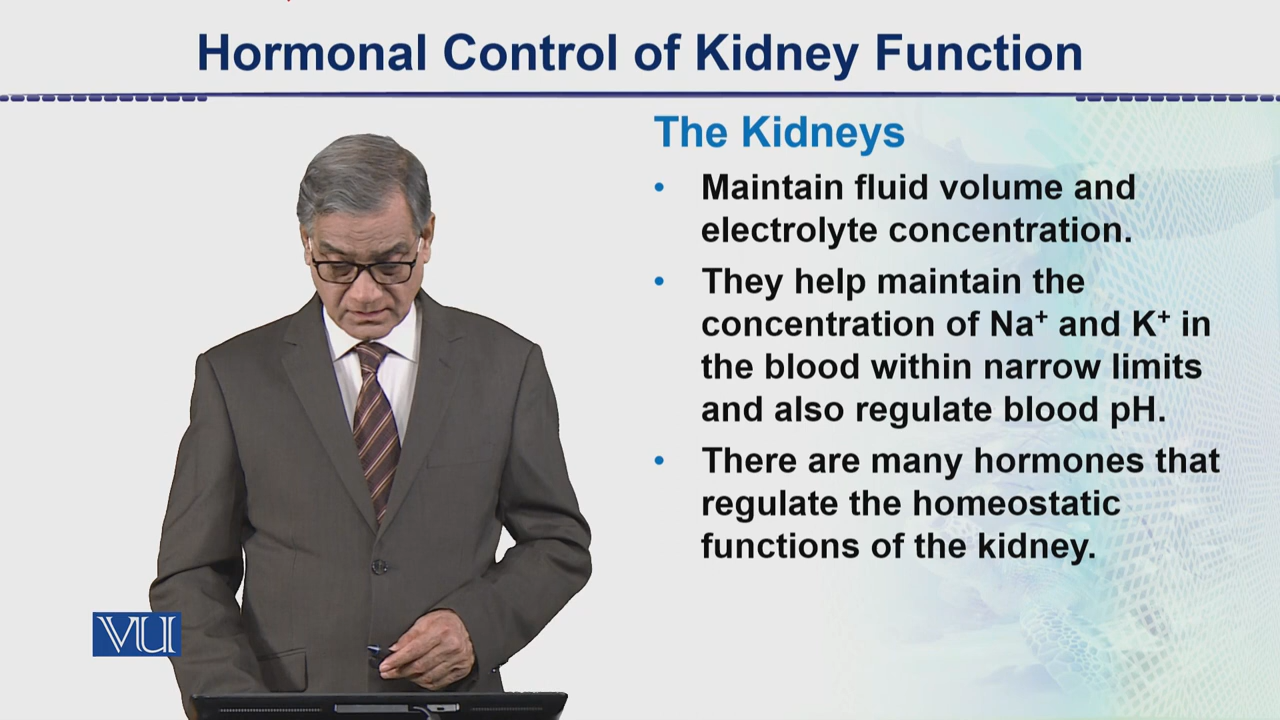 Hormonal Control of Kidney Function
The Kidneys
• Maintain fluid volume and
electrolyte concentration.
• They help maintain the
concentration of Na⁺ and K⁺ in
the blood within narrow limits
and also regulate blood pH.
• There are many hormones that
regulate the homeostatic
functions of the kidney.
VU